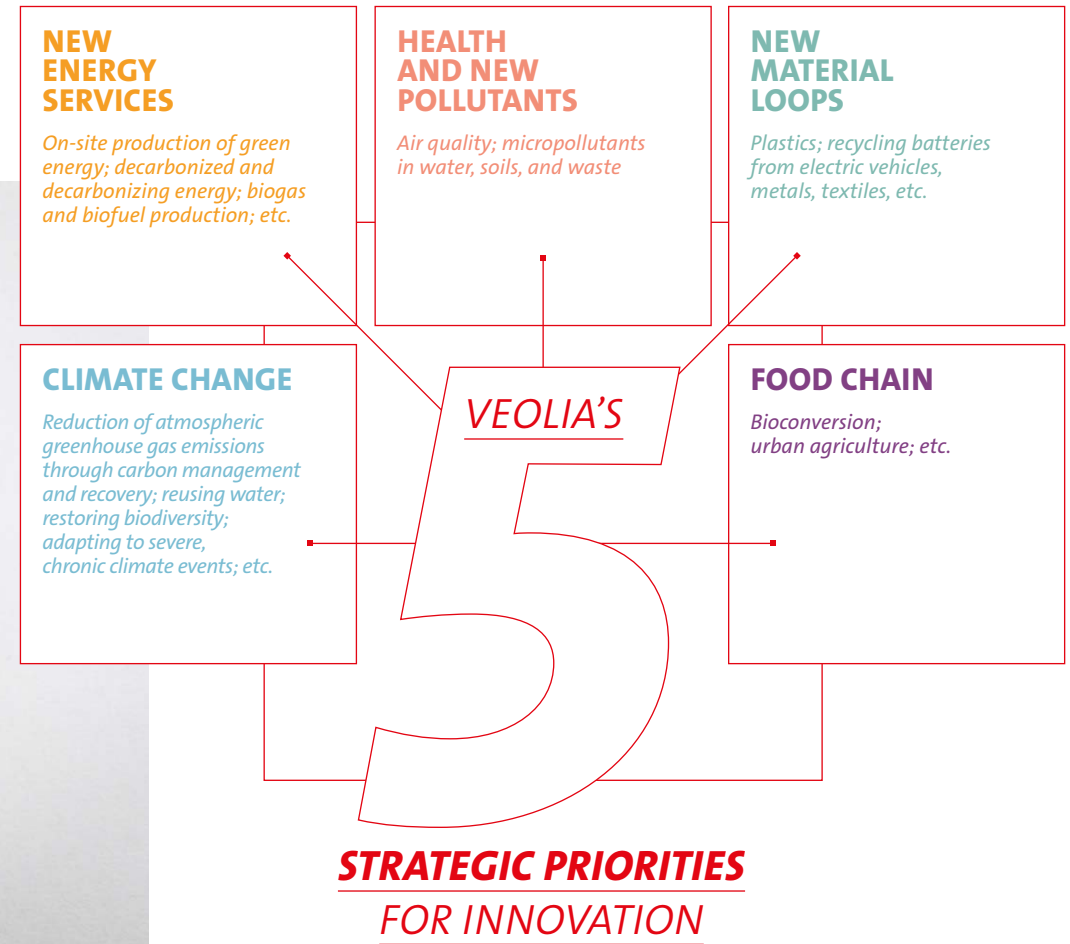 NEW
ENERGY
SERVICES
On-site production of green
energy; decarbonized and
decarbonizing energy; biogas
and biofuel production; etc.
HEALTH
AND NEW
POLLUTANTS
Air quality; micropollutants
in water, soils, and waste
NEW
MATERIAL
LOOPS
Plastics; recycling batteries
from electric vehicles,
metals, textiles, etc.
CLIMATE CHANGE
Reduction of atmospheric
greenhouse gas emissions
through carbon management
and recovery; reusing water;
restoring biodiversity;
adapting to severe,
chronic climate events; etc.
FOOD CHAIN
Bioconversion;
urban agriculture; etc.
VEOLIA'S
5
STRATEGIC PRIORITIES
FOR INNOVATION